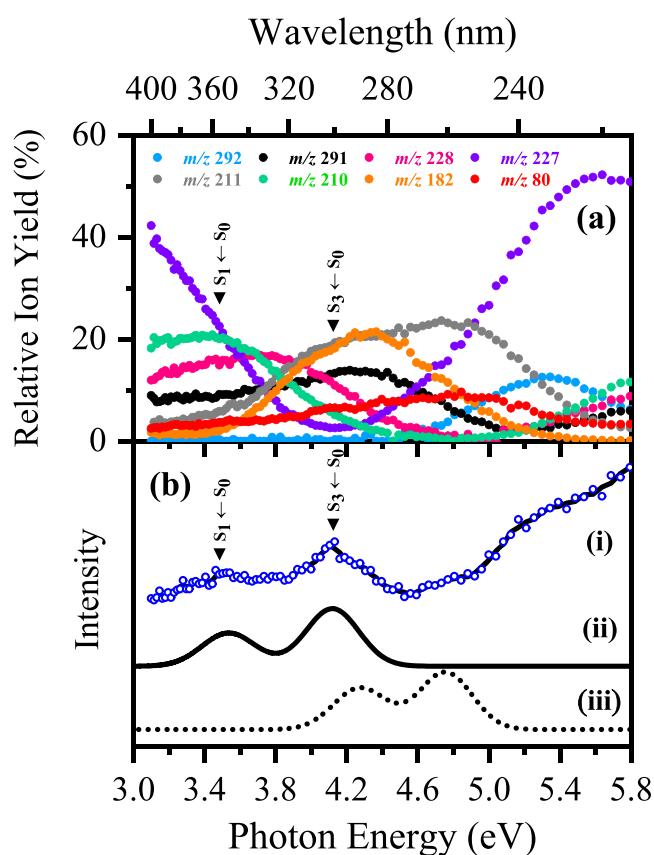 Wavelength (nm)
400 360 320 280 240
60
m/z 292 m/z 291 m/z 228 m/z 227
m/z 211 m/z 210 m/z 182 m/z 80
(a)
40
20
0
Relative Ion Yield (%)
S₁ ← S₀
S₃ ← S₀
(b)
S₁ ← S₀
S₃ ← S₀
(i)
(ii)
(iii)
Intensity
3.0 3.4 3.8 4.2 4.6 5.0 5.4 5.8
Photon Energy (eV)